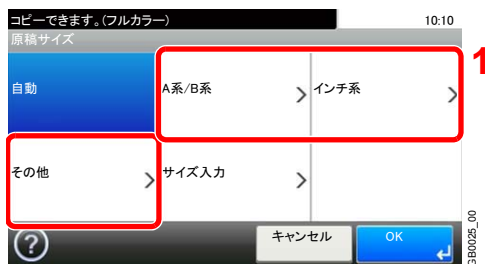 コピーできます。(フルカラー) 10:10
原稿サイズ
自動 A系/B系 インチ系
1
その他 サイズ入力
? キャンセル OK
GB0025_00